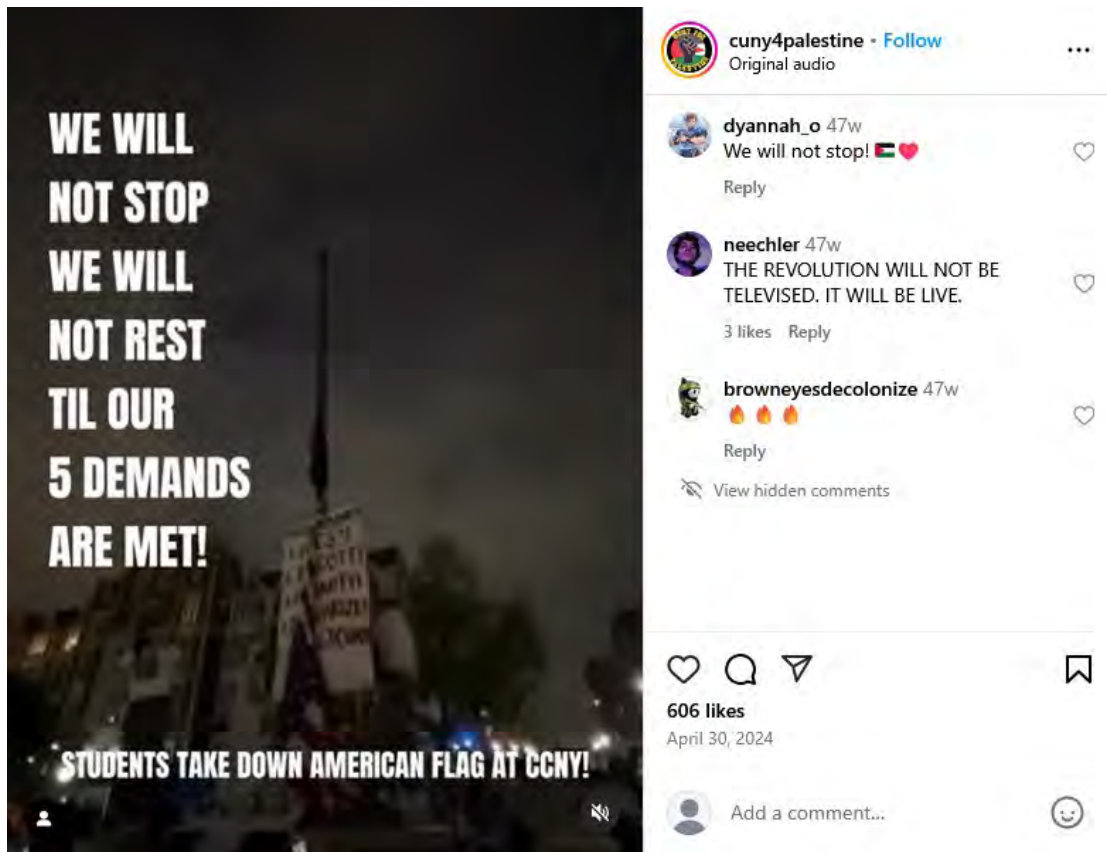 WE WILL
NOT STOP
WE WILL
NOT REST
TIL OUR
5 DEMANDS
ARE MET!
STUDENTS TAKE DOWN AMERICAN FLAG AT CCNY!
cuny4palestine • Follow
Original audio
dyannah_o 47w
We will not stop! 🇵🇸❤️
Reply
neechler 47w
THE REVOLUTION WILL NOT BE
TELEVISED. IT WILL BE LIVE.
3 likes Reply
browneyesdecolonize 47w
🔥🔥🔥
Reply
View hidden comments
606 likes
April 30, 2024
Add a comment...